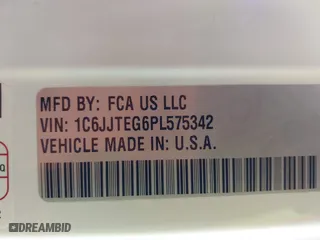 MFD BY: FCA US LLC
VIN: 1C6JJTEG6PL575342
VEHICLE MADE IN: U.S.A.
DREAMBID